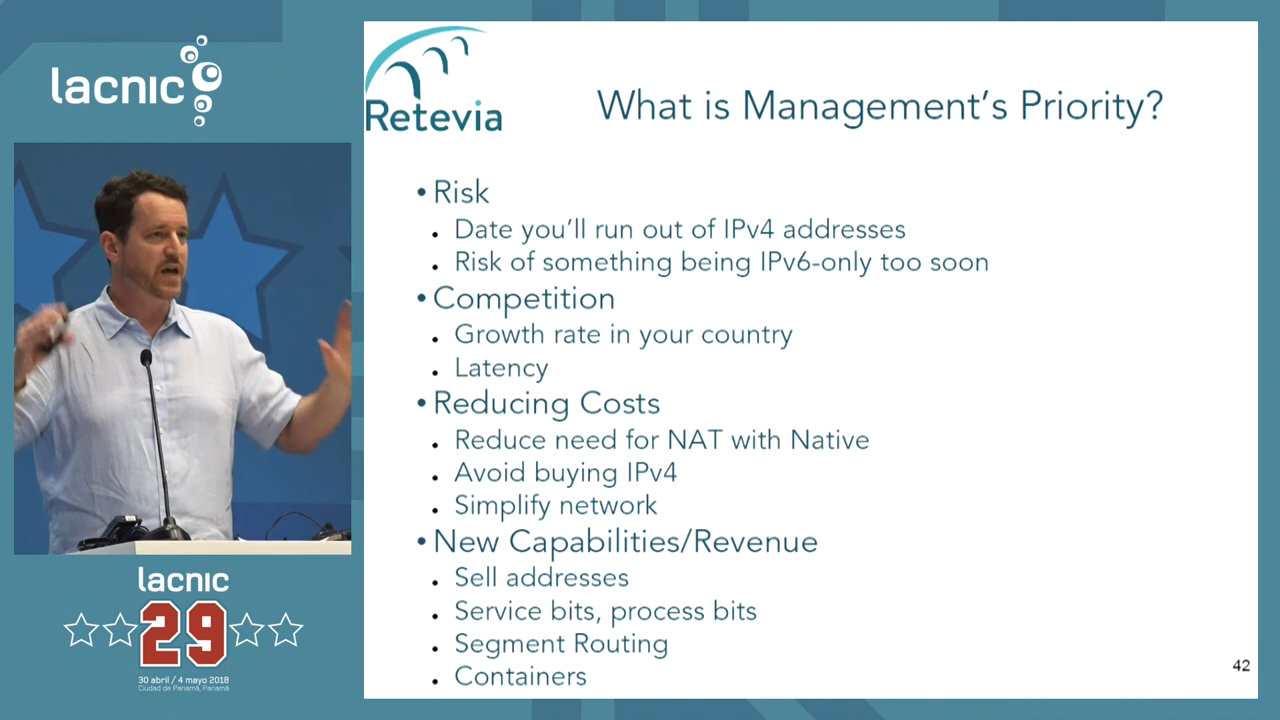 lacnic
Retevia
What is Management's Priority?
• Risk
• Date you'll run out of IPv4 addresses
• Risk of something being IPv6-only too soon
• Competition
• Growth rate in your country
• Latency
• Reducing Costs
• Reduce need for NAT with Native
• Avoid buying IPv4
• Simplify network
• New Capabilities/Revenue
• Sell addresses
• Service bits, process bits
• Segment Routing
• Containers
42
lacnic
29
30 abril / 4 mayo 2018
Ciudad de Panamá, Panamá